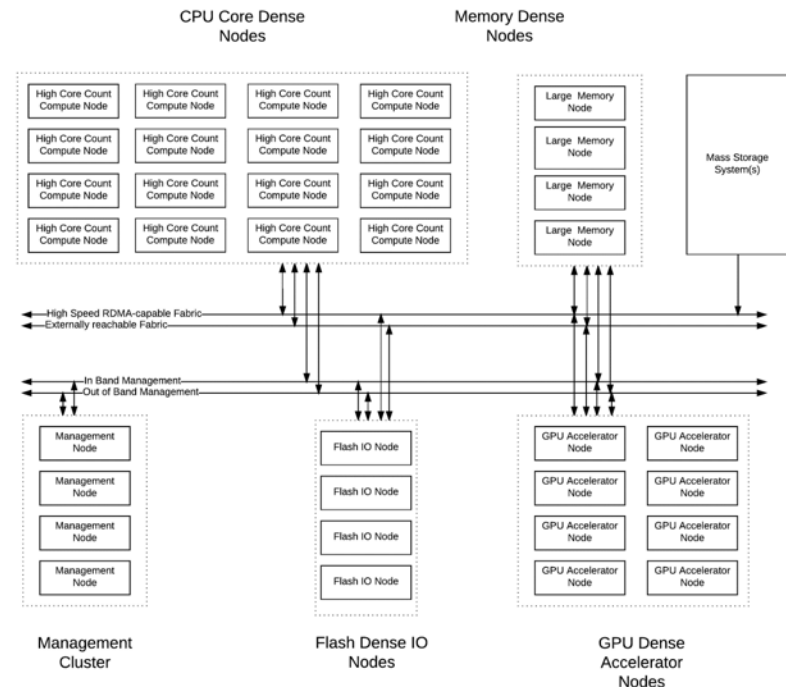 CPU Core Dense
Nodes
Memory Dense
Nodes
High Core Count
Compute Node
High Core Count
Compute Node
High Core Count
Compute Node
High Core Count
Compute Node
High Core Count
Compute Node
High Core Count
Compute Node
High Core Count
Compute Node
High Core Count
Compute Node
High Core Count
Compute Node
High Core Count
Compute Node
High Core Count
Compute Node
High Core Count
Compute Node
High Core Count
Compute Node
High Core Count
Compute Node
High Core Count
Compute Node
High Core Count
Compute Node
Large Memory
Node
Large Memory
Node
Large Memory
Node
Large Memory
Node
Mass Storage
System(s)
High Speed RDMA-capable Fabric
Externally reachable Fabric
In Band Management
Out of Band Management
Management
Node
Management
Node
Management
Node
Management
Node
Flash IO Node
Flash IO Node
Flash IO Node
Flash IO Node
GPU Accelerator
Node
GPU Accelerator
Node
GPU Accelerator
Node
GPU Accelerator
Node
GPU Accelerator
Node
GPU Accelerator
Node
GPU Accelerator
Node
GPU Accelerator
Node
Management
Cluster
Flash Dense IO
Nodes
GPU Dense
Accelerator
Nodes